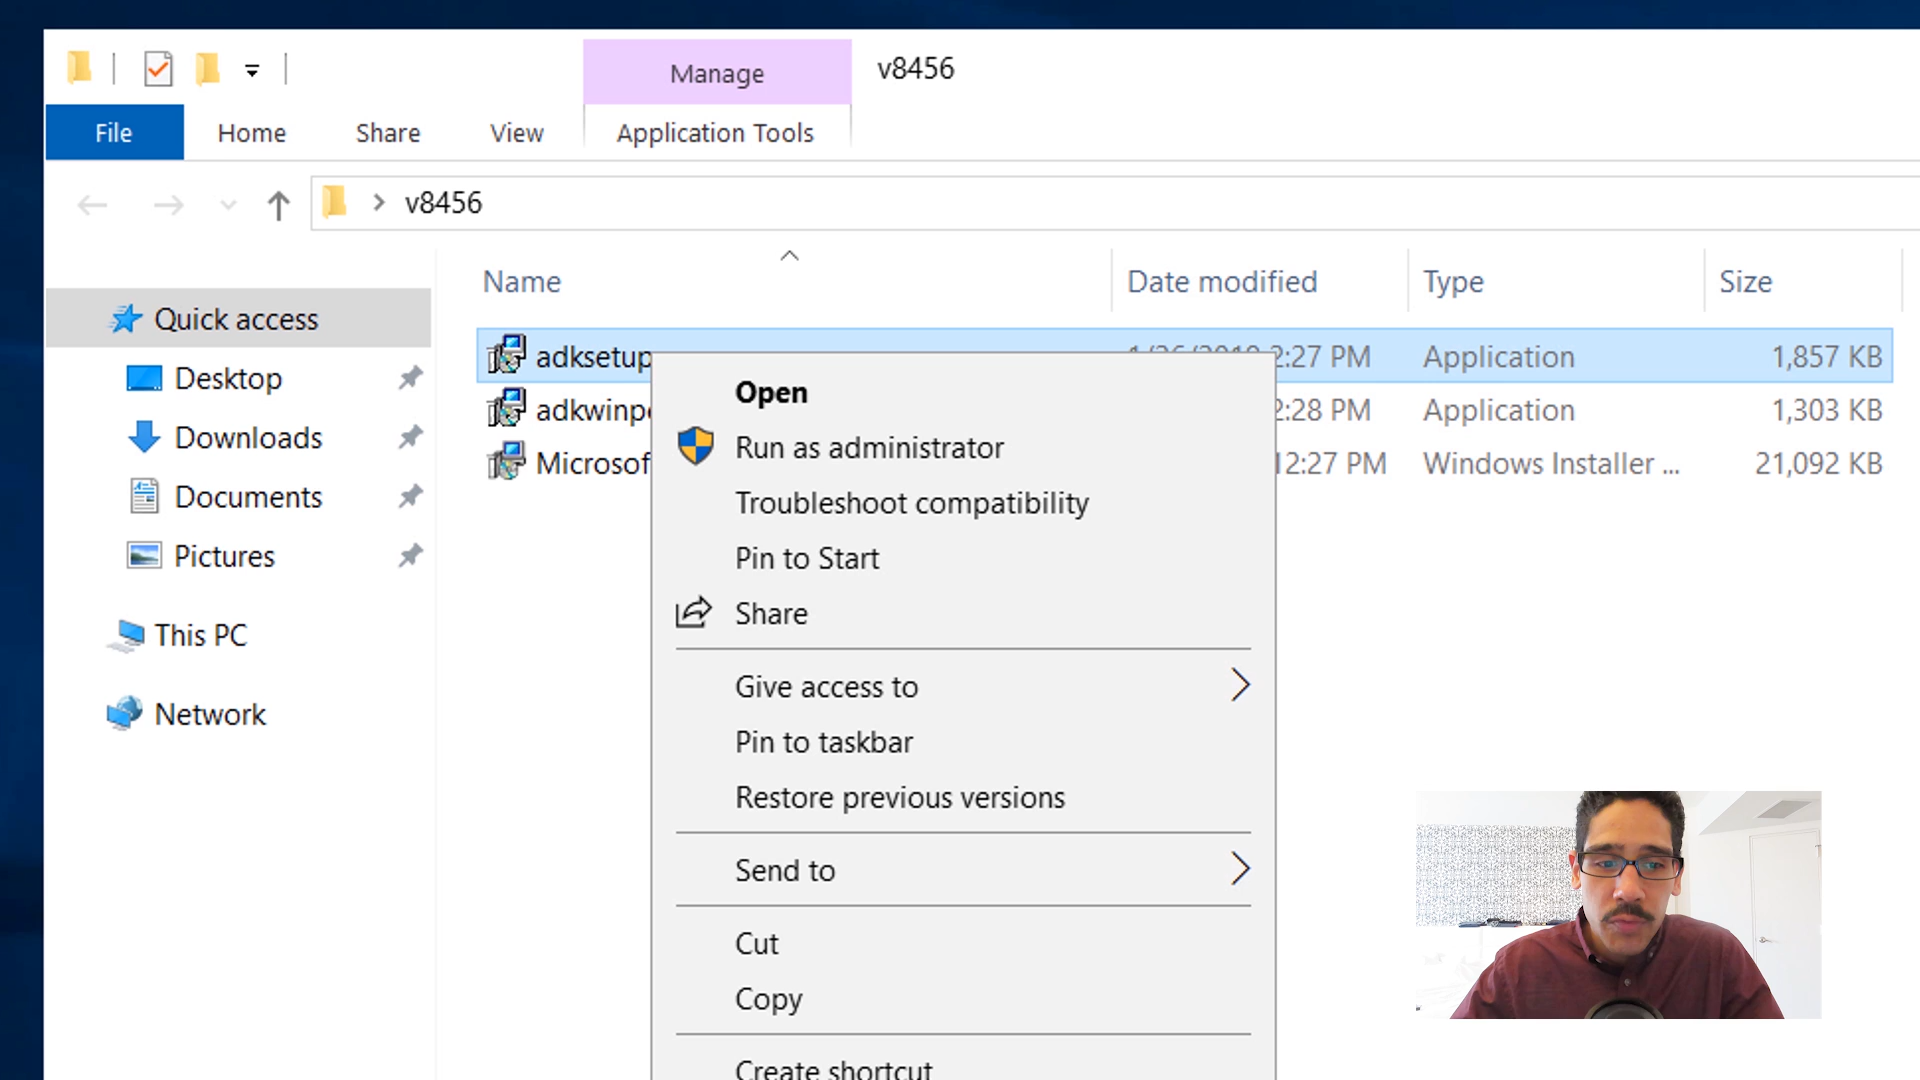 Manage
v8456
File
Home
Share
View
Application Tools
v8456
Name
Date modified
Type
Size
Quick access
Desktop
Downloads
Documents
Pictures
This PC
Network
adksetup
2:27 PM
Application
1,857 KB
adkwinp
2:28 PM
Application
1,303 KB
Microsof
12:27 PM
Windows Installer ...
21,092 KB
Open
Run as administrator
Troubleshoot compatibility
Pin to Start
Share
Give access to
Pin to taskbar
Restore previous versions
Send to
Cut
Copy
Create shortcut